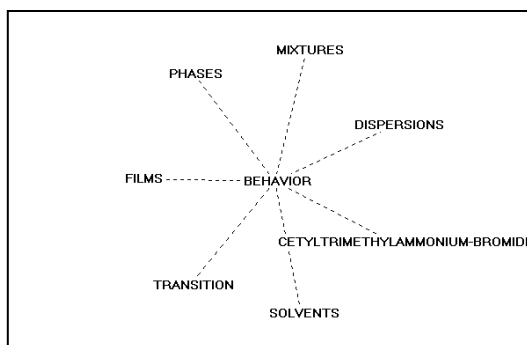 MIXTURES
PHASES
DISPERSIONS
FILMS
BEHAVIOR
CETYLTRIMETHYLAMMONIUM-BROMIDE
TRANSITION
SOLVENTS